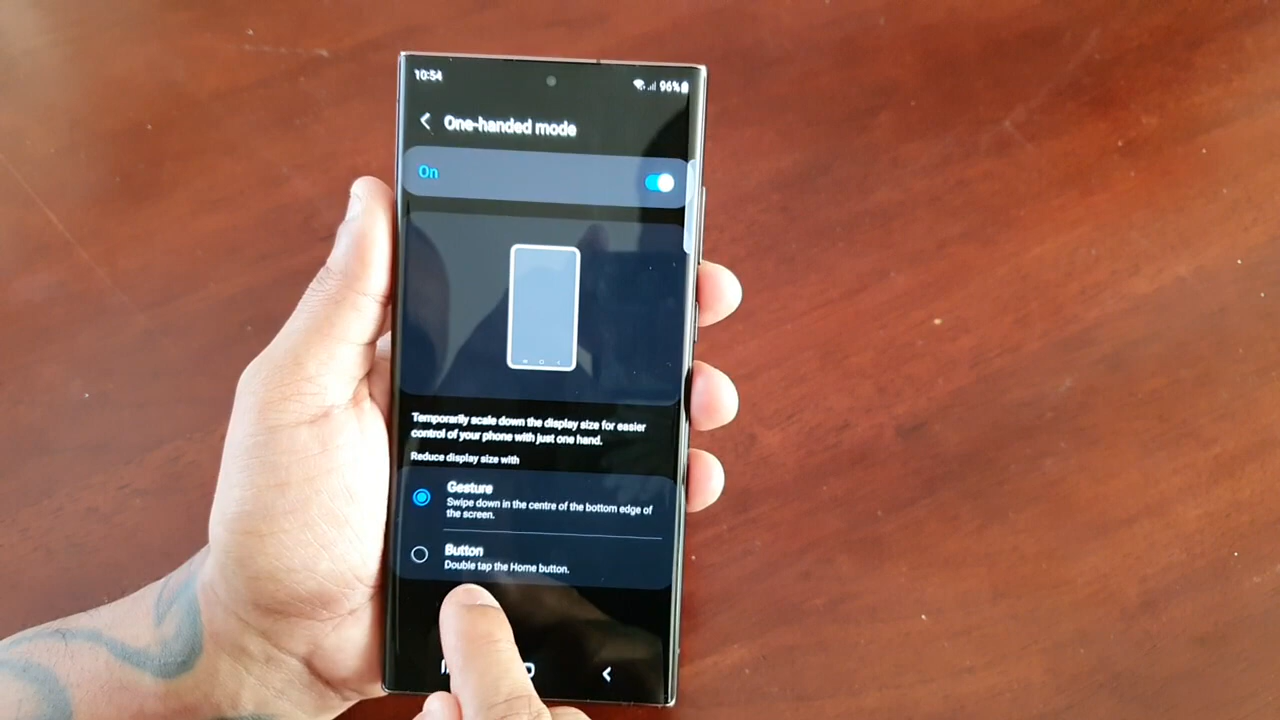 10:54
96%
One-handed mode
On
Temporarily scale down the display size for easier
control of your phone with just one hand.
Reduce display size with
Gesture
Swipe down in the centre of the bottom edge of
the screen.
Button
Double tap the Home button.